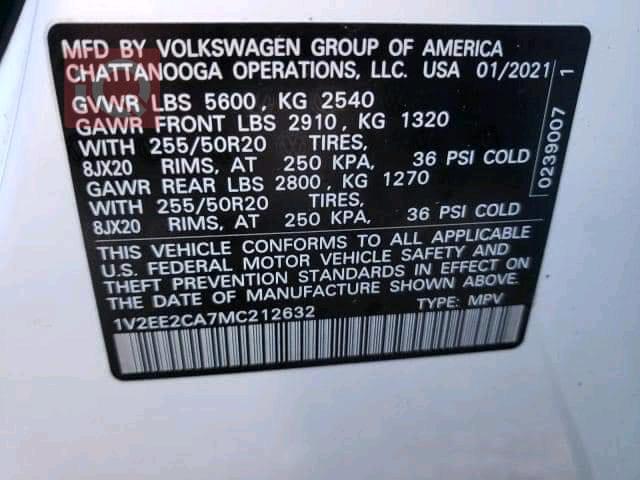 MFD BY VOLKSWAGEN GROUP OF AMERICA
CHATTANOOGA OPERATIONS, LLC. USA 01/2021
GVWR LBS 5600, KG 2540
GAWR FRONT LBS 2910, KG 1320
WITH 255/50R20 TIRES,
8JX20 RIMS, AT 250 KPA, 36 PSI COLD
GAWR REAR LBS 2800, KG 1270
WITH 255/50R20 TIRES,
8JX20 RIMS, AT 250 KPA, 36 PSI COLD
THIS VEHICLE CONFORMS TO ALL APPLICABLE
U.S. FEDERAL MOTOR VEHICLE SAFETY AND
THEFT PREVENTION STANDARDS IN EFFECT ON
THE DATE OF MANUFACTURE SHOWN ABOVE.
1V2EE2CA7MC212632 TYPE: MPV
0239007 1